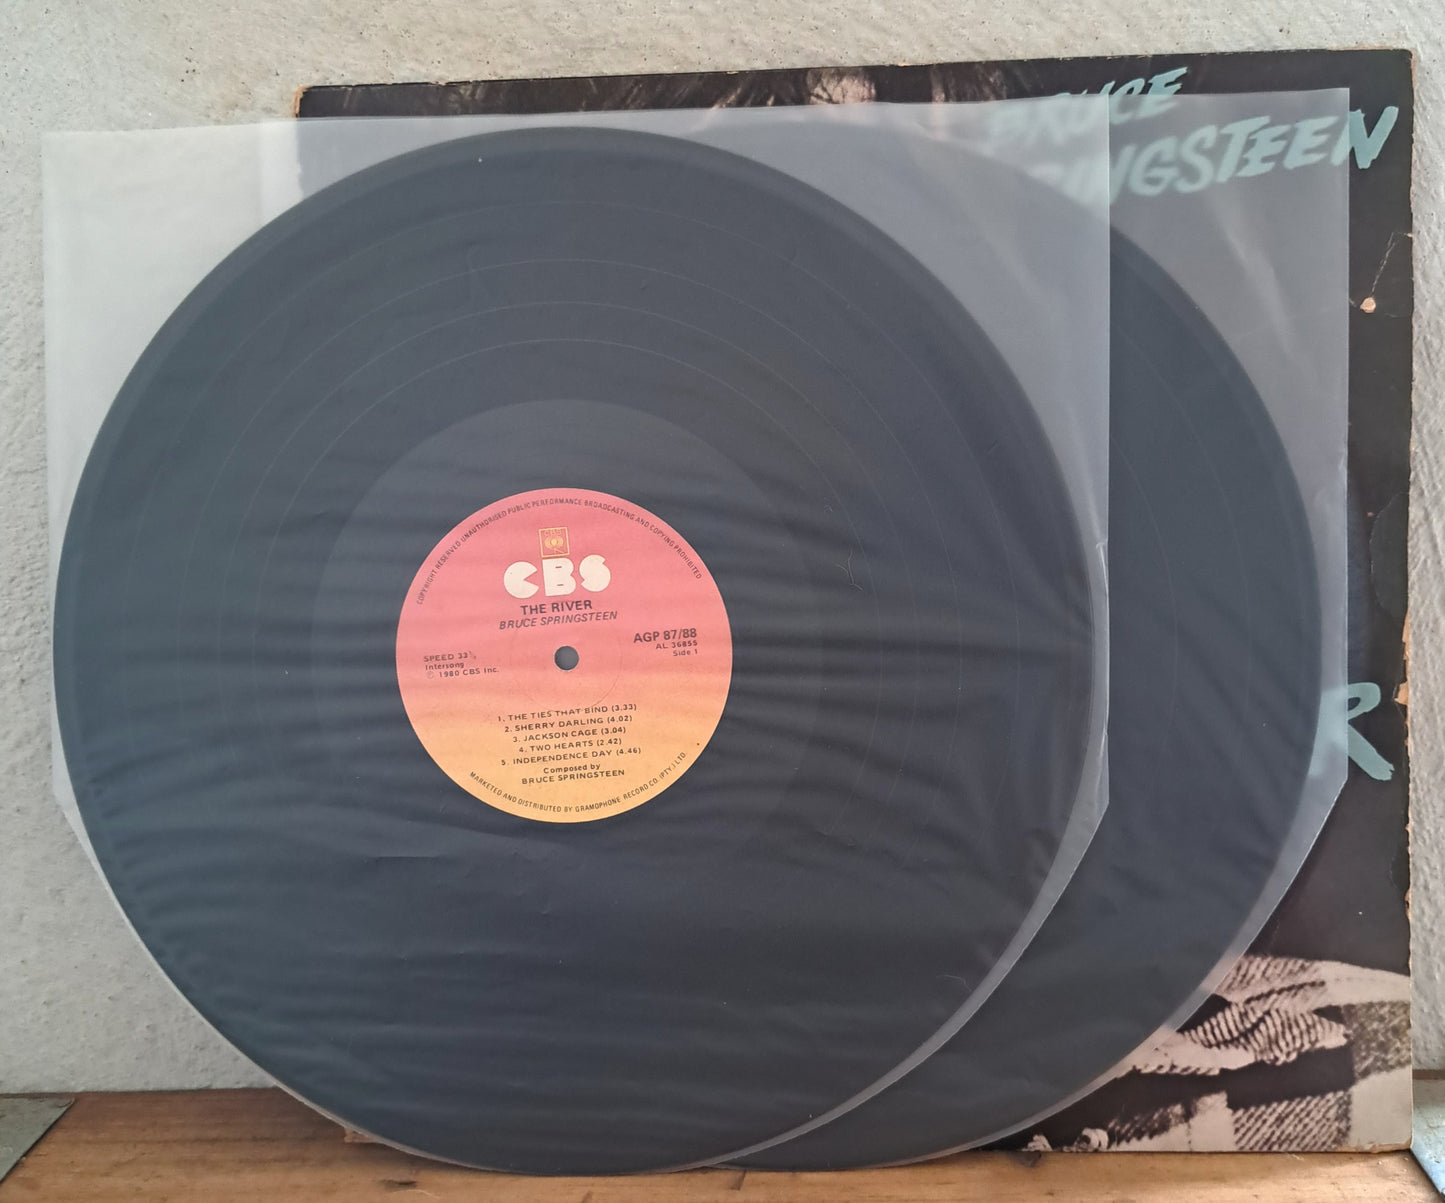 BRUCE
SPRINGSTEEN
R
COPYRIGHT RESERVED UNAUTHORISED PUBLIC PERFORMANCE BROADCASTING AND COPYING PROHIBITED
CBS
CBS
THE RIVER
BRUCE SPRINGSTEEN
AGP 87/88
AL 36855
Side 1
SPEED 33⅓
Intersong
℗ 1980 CBS Inc.
1. THE TIES THAT BIND (3.33)
2. SHERRY DARLING (4.02)
3. JACKSON CAGE (3.04)
4. TWO HEARTS (2.42)
5. INDEPENDENCE DAY (4.46)
Composed by
BRUCE SPRINGSTEEN
MARKETED AND DISTRIBUTED BY GRAMOPHONE RECORD CO. (PTY.) LTD.